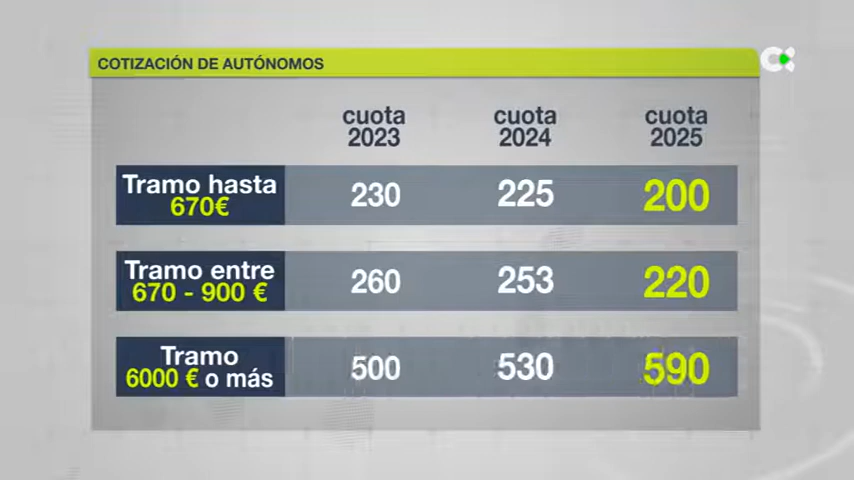 COTIZACIÓN DE AUTÓNOMOS
cuota cuota cuota
2023 2024 2025
Tramo hasta
670€ 230 225 200
Tramo entre
670 - 900 € 260 253 220
Tramo
6000 € o más 500 530 590